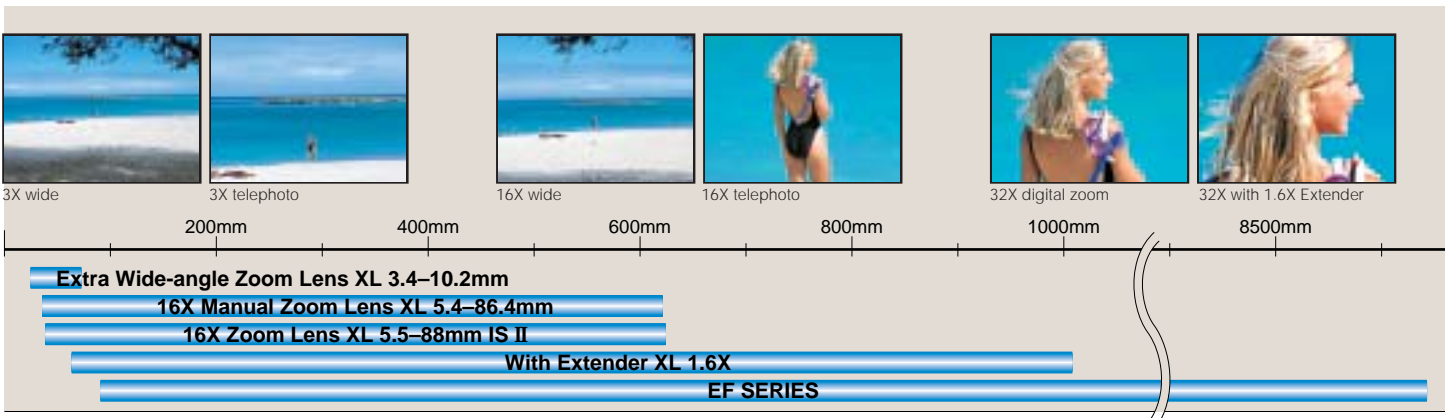 3X wide
3X telephoto
16X wide
16X telephoto
32X digital zoom
32X with 1.6X Extender
200mm
400mm
600mm
800mm
1000mm
8500mm
Extra Wide-angle Zoom Lens XL 3.4–10.2mm
16X Manual Zoom Lens XL 5.4–86.4mm
16X Zoom Lens XL 5.5–88mm IS II
With Extender XL 1.6X
EF SERIES